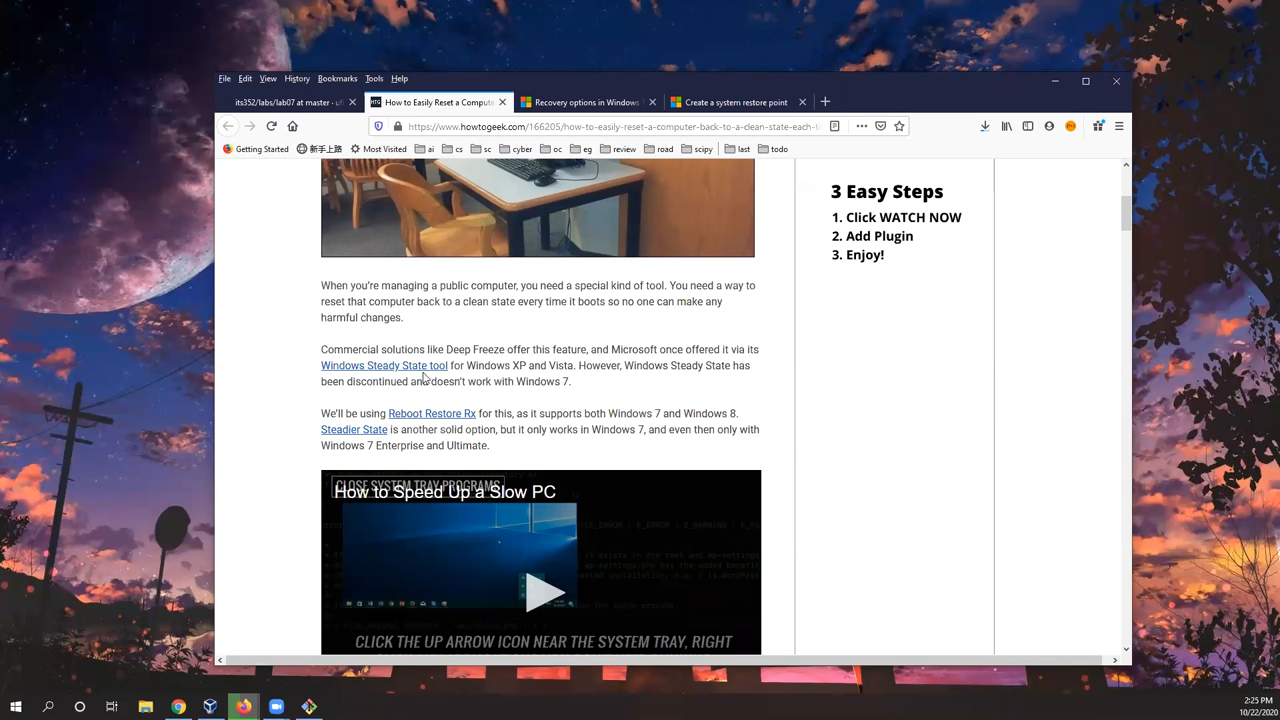 File Edit View History Bookmarks Tools Help
its352/labs/lab07 at master · ufl
HTG How to Easily Reset a Compute
Recovery options in Windows
Create a system restore point
https://www.howtogeek.com/166205/how-to-easily-reset-a-computer-back-to-a-clean-state-each-ti
Getting Started 新手上路 Most Visited ai cs sc cyber oc eg review road scipy last todo
3 Easy Steps
1. Click WATCH NOW
2. Add Plugin
3. Enjoy!
When you're managing a public computer, you need a special kind of tool. You need a way to
reset that computer back to a clean state every time it boots so no one can make any
harmful changes.
Commercial solutions like Deep Freeze offer this feature, and Microsoft once offered it via its
Windows Steady State tool for Windows XP and Vista. However, Windows Steady State has
been discontinued and doesn't work with Windows 7.
We'll be using Reboot Restore Rx for this, as it supports both Windows 7 and Windows 8.
Steadier State is another solid option, but it only works in Windows 7, and even then only with
Windows 7 Enterprise and Ultimate.
CLOSE SYSTEM TRAY PROGRAMS
How to Speed Up a Slow PC
CLICK THE UP ARROW ICON NEAR THE SYSTEM TRAY, RIGHT
2:25 PM
10/22/2020